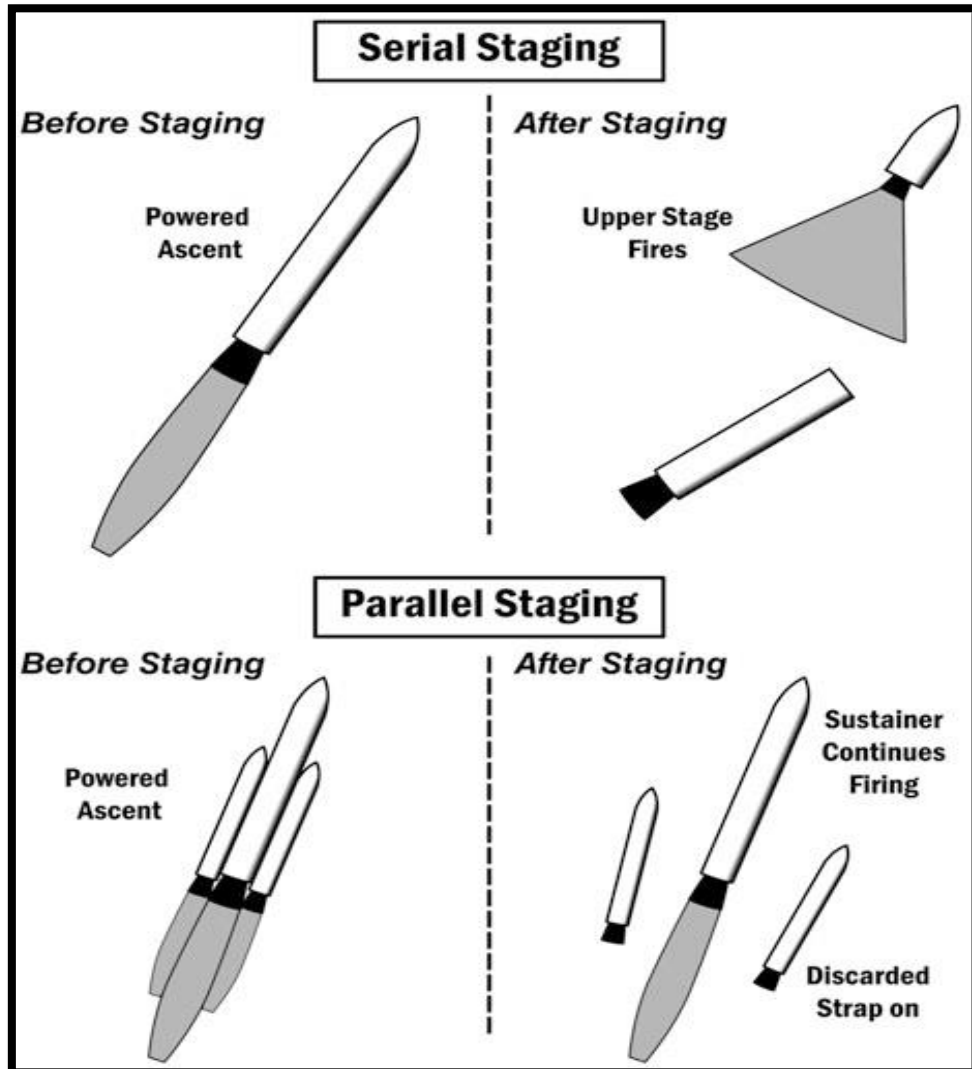 Serial Staging
Before Staging
After Staging
Powered
Ascent
Upper Stage
Fires
Parallel Staging
Before Staging
After Staging
Powered
Ascent
Sustainer
Continues
Firing
Discarded
Strap on